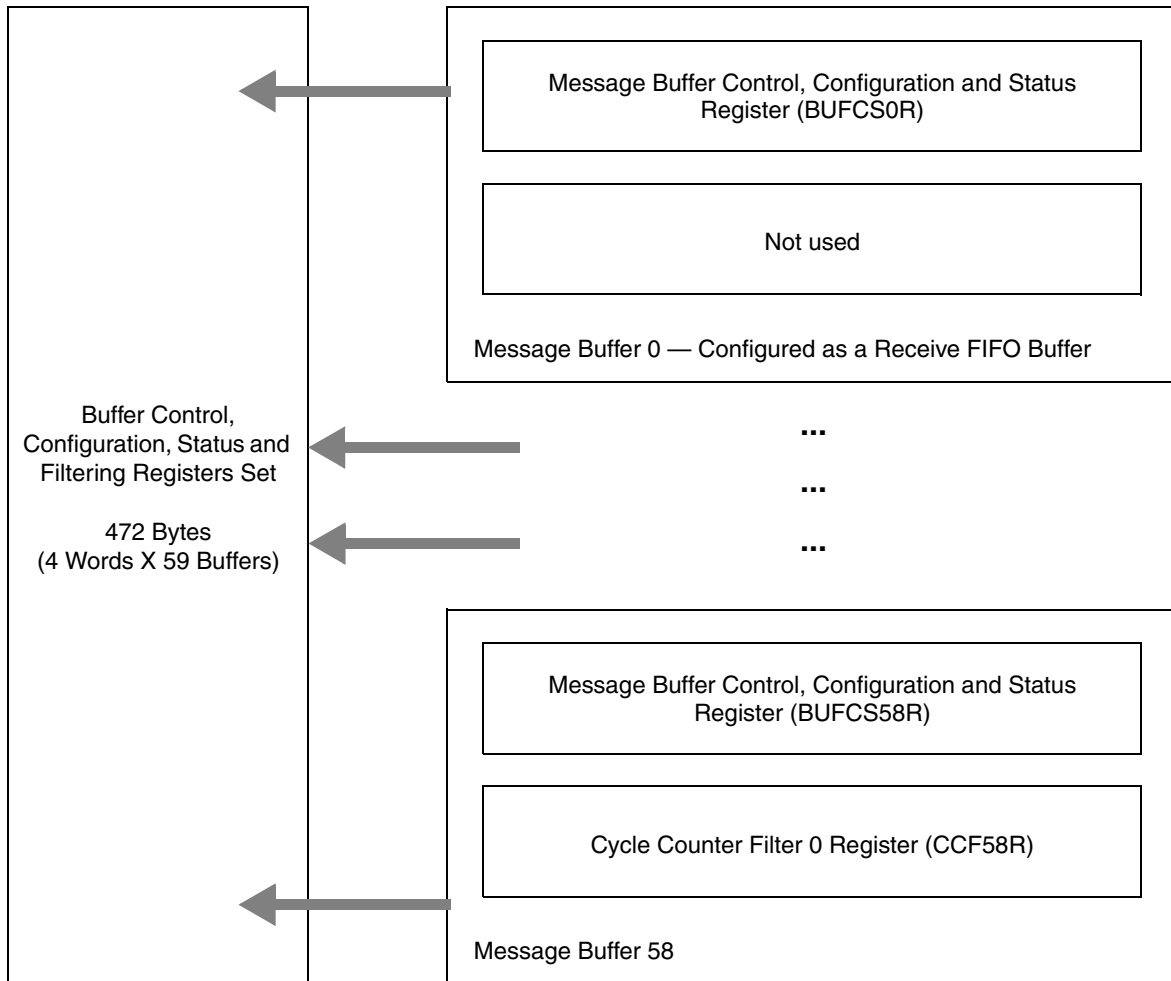 Message Buffer Control, Configuration and Status
Register (BUFCS0R)
Not used
Message Buffer 0 — Configured as a Receive FIFO Buffer
Buffer Control,
Configuration, Status and
Filtering Registers Set
472 Bytes
(4 Words X 59 Buffers)
...
...
...
Message Buffer Control, Configuration and Status
Register (BUFCS58R)
Cycle Counter Filter 0 Register (CCF58R)
Message Buffer 58